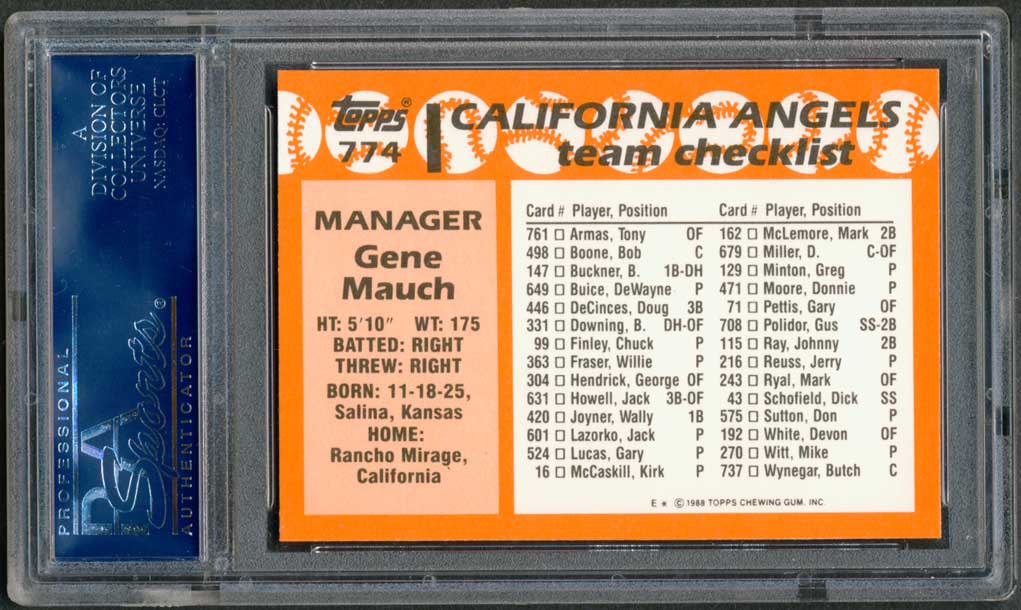 A
DIVISION OF
COLLECTORS
UNIVERSE
NASDAQ: CLCT
PROFESSIONAL
PSA
Sports®
AUTHENTICATOR
topps®
774
CALIFORNIA ANGELS
team checklist
MANAGER
Gene
Mauch
HT: 5'10" WT: 175
BATTED: RIGHT
THREW: RIGHT
BORN: 11-18-25,
Salina, Kansas
HOME:
Rancho Mirage,
California
Card # Player, Position
761 □ Armas, Tony OF
498 □ Boone, Bob C
147 □ Buckner, B. 1B-DH
649 □ Buice, DeWayne P
446 □ DeCinces, Doug 3B
331 □ Downing, B. DH-OF
99 □ Finley, Chuck P
363 □ Fraser, Willie P
304 □ Hendrick, George OF
631 □ Howell, Jack 3B-OF
420 □ Joyner, Wally 1B
601 □ Lazorko, Jack P
524 □ Lucas, Gary P
16 □ McCaskill, Kirk P
Card # Player, Position
162 □ McLemore, Mark 2B
679 □ Miller, D. C-OF
129 □ Minton, Greg P
471 □ Moore, Donnie P
71 □ Pettis, Gary OF
708 □ Polidor, Gus SS-2B
115 □ Ray, Johnny 2B
216 □ Reuss, Jerry P
243 □ Ryal, Mark OF
43 □ Schofield, Dick SS
575 □ Sutton, Don P
192 □ White, Devon OF
270 □ Witt, Mike P
737 □ Wynegar, Butch C
E * © 1988 TOPPS CHEWING GUM, INC.